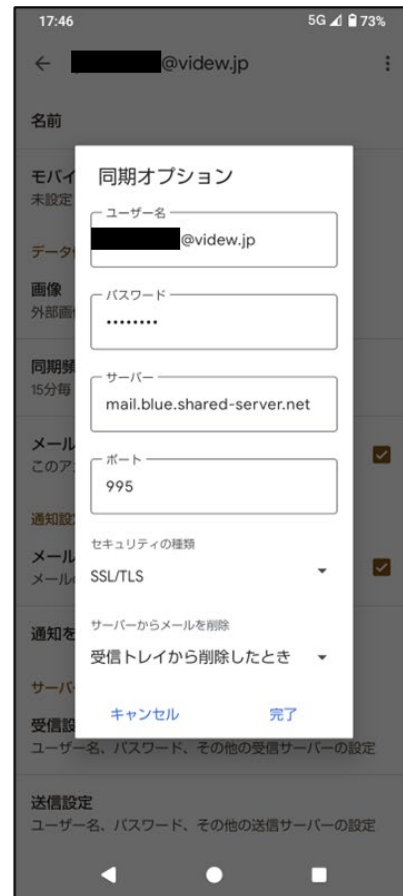 17:46
5G 73%
@videw.jp
名前
モバイ
未設定
同期オプション
ユーザー名
@videw.jp
データ
画像
外部画
パスワード
........
同期頻
15分毎
サーバー
mail.blue.shared-server.net
メール
このア
ポート
995
通知設
メール
メールの
セキュリティの種類
SSL/TLS
通知を
サーバーからメールを削除
受信トレイから削除したとき
サーバ
キャンセル
完了
受信設
ユーザー名、パスワード、その他の受信サーバーの設定
送信設定
ユーザー名、パスワード、その他の送信サーバーの設定